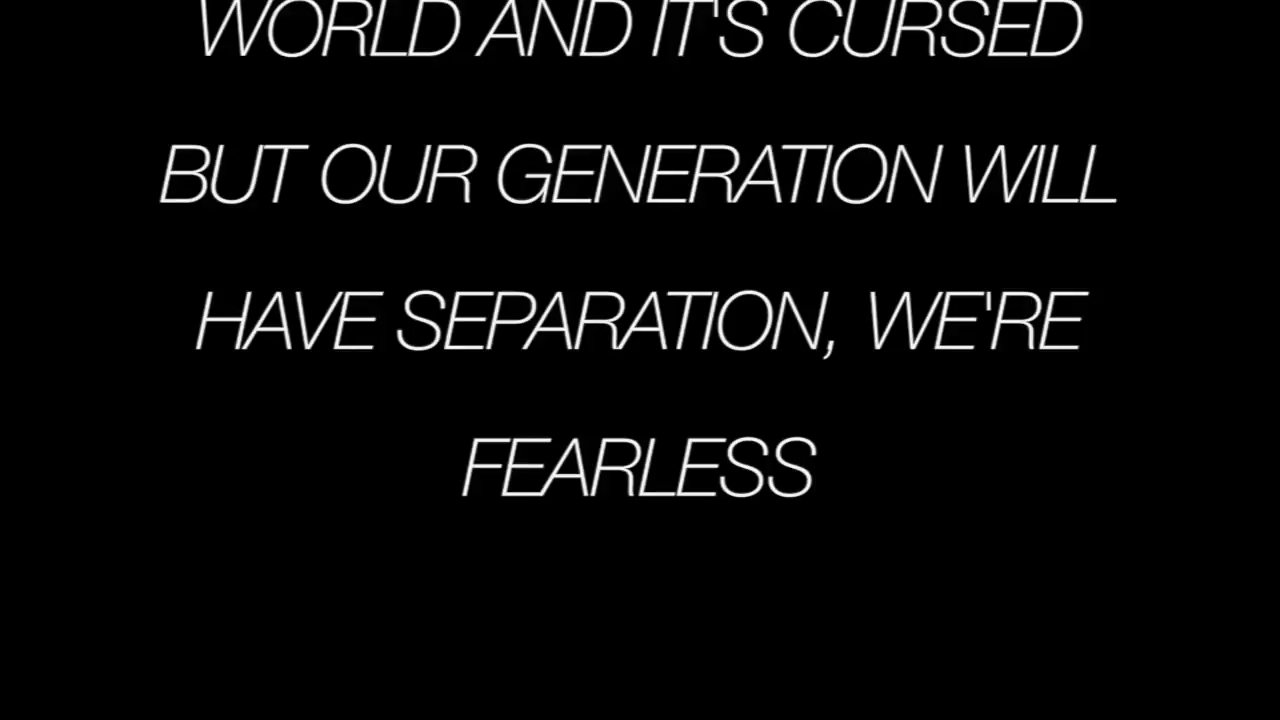 WORLD AND IT'S CURSED
BUT OUR GENERATION WILL
HAVE SEPARATION, WE'RE
FEARLESS